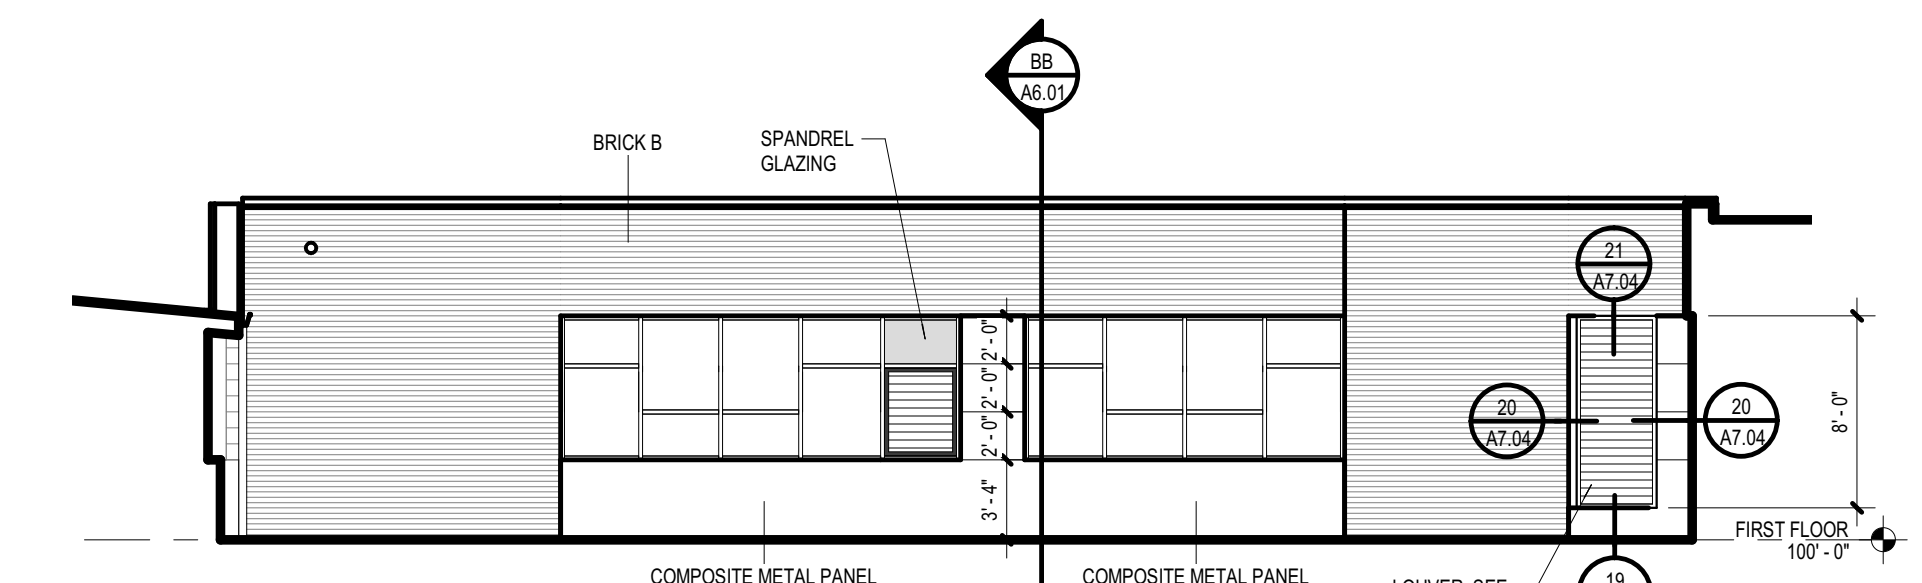 BB
A6.01
BRICK B
SPANDREL
GLAZING
21
A7.04
2' - 0"
2' - 0"
2' - 0"
3' - 4"
20
A7.04
20
A7.04
8' - 0"
FIRST FLOOR
100' - 0"
COMPOSITE METAL PANEL
COMPOSITE METAL PANEL
LOUVER, SEE
19